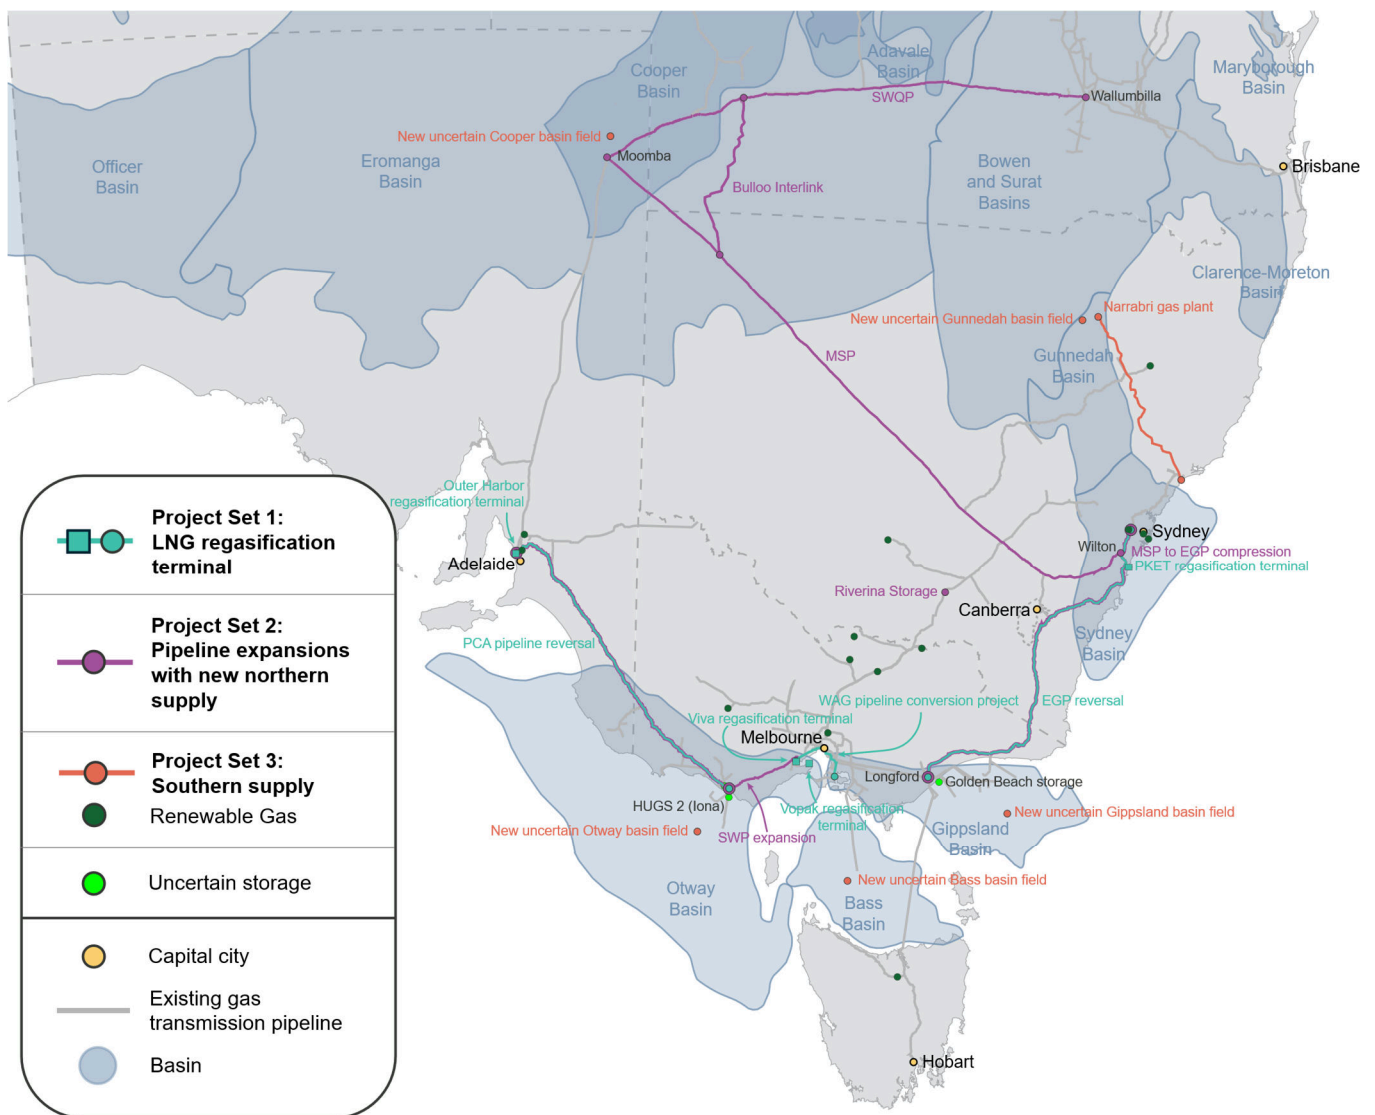 Adavale
Basin
Maryborough
Basin
Cooper
Basin
SWQP
Wallumbilla
New uncertain Cooper basin field
Moomba
Officer
Basin
Eromanga
Basin
Bowen
and Surat
Basins
Brisbane
Bulloo Interlink
Clarence-Moreton
Basin
Narrabri gas plant
New uncertain Gunnedah basin field
MSP
Gunnedah
Basin
Outer Harbor
regasification terminal
Sydney
Wilton
MSP to EGP compression
PKET regasification terminal
Adelaide
Riverina Storage
Canberra
Sydney
Basin
PCA pipeline reversal
WAG pipeline conversion project
EGP reversal
Viva regasification terminal
Melbourne
Longford
Golden Beach storage
HUGS 2 (Iona)
Vopak regasification
terminal
New uncertain Gippsland basin field
New uncertain Otway basin field
SWP expansion
Gippsland
Basin
New uncertain Bass basin field
Otway
Basin
Bass
Basin
Hobart
Project Set 1:
LNG regasification
terminal
Project Set 2:
Pipeline expansions
with new northern
supply
Project Set 3:
Southern supply
Renewable Gas
Uncertain storage
Capital city
Existing gas
transmission pipeline
Basin